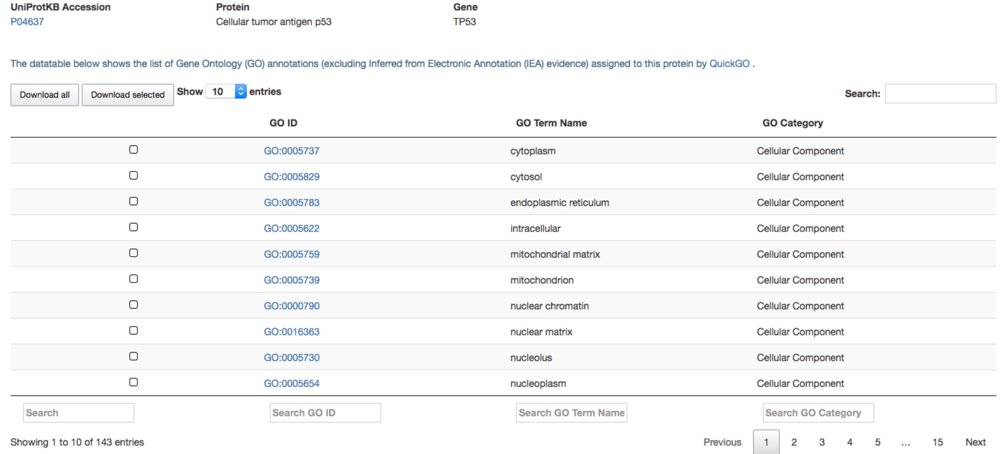 UniProtKB Accession Protein Gene
P04637 Cellular tumor antigen p53 TP53
The datatable below shows the list of Gene Ontology (GO) annotations (excluding Inferred from Electronic Annotation (IEA) evidence) assigned to this protein by QuickGO .
Download all Download selected Show 10 entries Search:
GO ID GO Term Name GO Category
GO:0005737 cytoplasm Cellular Component
GO:0005829 cytosol Cellular Component
GO:0005783 endoplasmic reticulum Cellular Component
GO:0005622 intracellular Cellular Component
GO:0005759 mitochondrial matrix Cellular Component
GO:0005739 mitochondrion Cellular Component
GO:0000790 nuclear chromatin Cellular Component
GO:0016363 nuclear matrix Cellular Component
GO:0005730 nucleolus Cellular Component
GO:0005654 nucleoplasm Cellular Component
Search Search GO ID Search GO Term Name Search GO Category
Showing 1 to 10 of 143 entries Previous 1 2 3 4 5 ... 15 Next